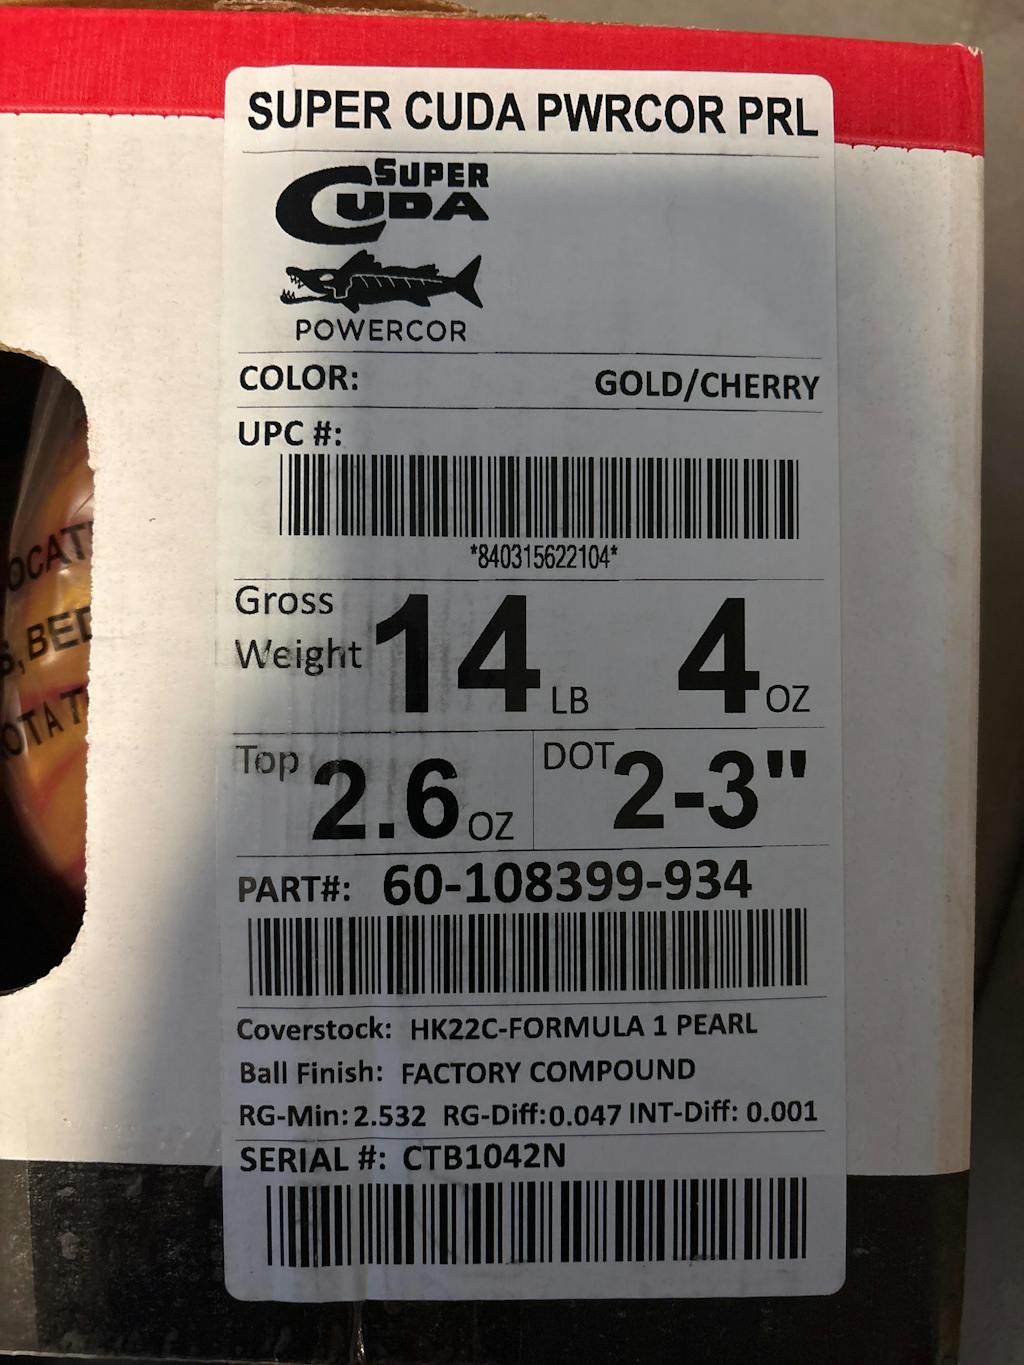 SUPER CUDA PWRCOR PRL
SUPER
CUDA
POWERCOR
COLOR: GOLD/CHERRY
UPC #:
*840315622104*
Gross
Weight 14 LB 4 OZ
Top 2.6 OZ DOT 2-3"
PART#: 60-108399-934
Coverstock: HK22C-FORMULA 1 PEARL
Ball Finish: FACTORY COMPOUND
RG-Min: 2.532 RG-Diff: 0.047 INT-Diff: 0.001
SERIAL #: CTB1042N